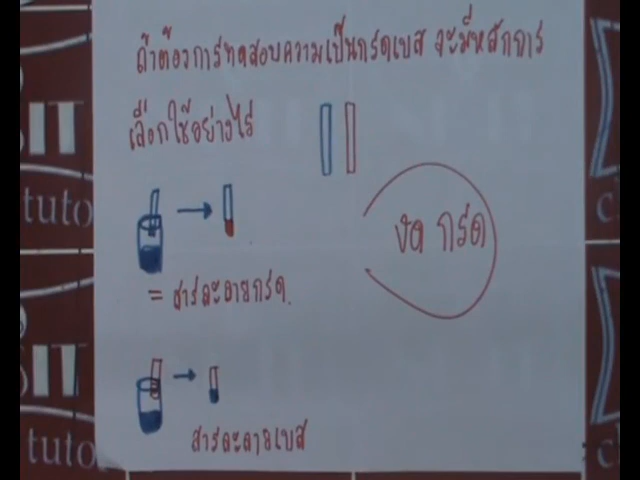 ถ้าต้องการทดสอบความเป็นกรดเบส จะมีหลักการ
เลือกใช้อย่างไร
ชด กรด
= สารละลายกรด.
สารละลายเบส
IT
tuto
IT
tuto
c
c